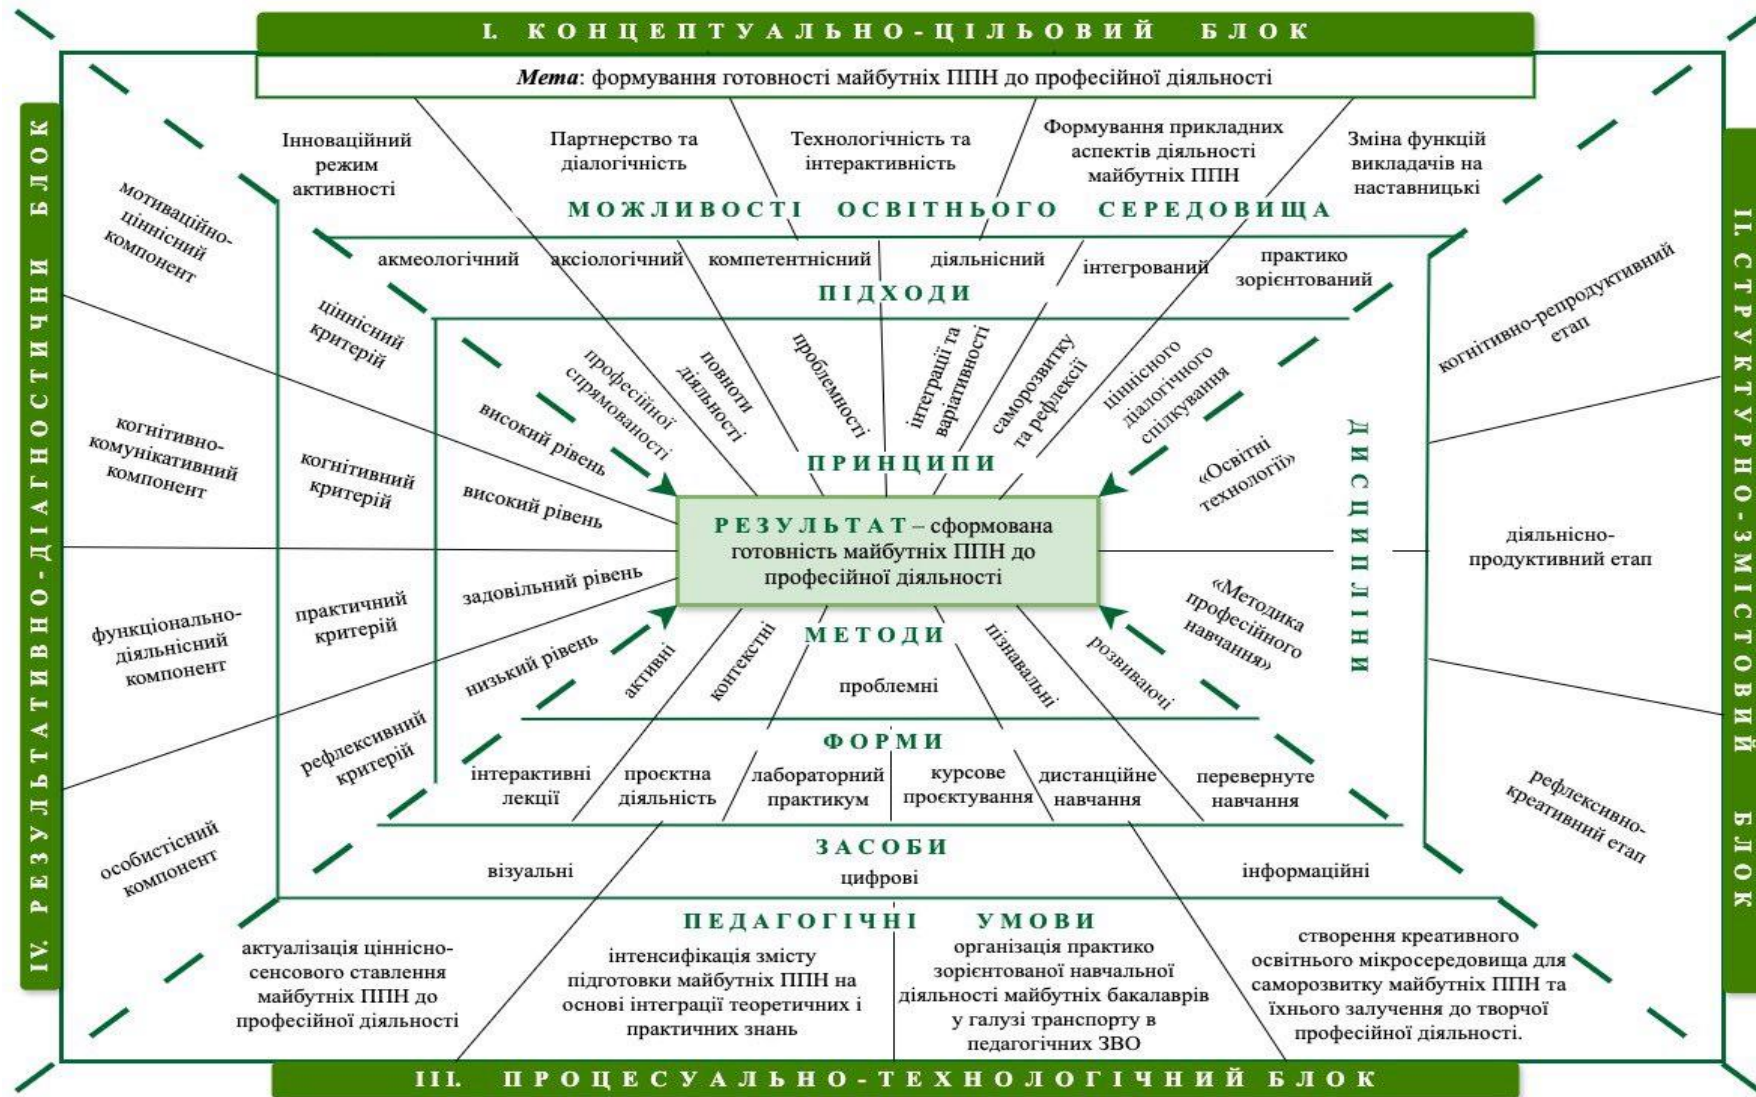 I. КОНЦЕПТУАЛЬНО-ЦІЛЬОВИЙ БЛОК
Мета: формування готовності майбутніх ППН до професійної діяльності
Інноваційний
режим
активності
Партнерство та
діалогічність
Технологічність та
інтерактивність
Формування прикладних
аспектів діяльності
майбутніх ППН
Зміна функцій
викладачів на
наставницькі
МОЖЛИВОСТІ ОСВІТНЬОГО СЕРЕДОВИЩА
акмеологічний
аксіологічний
компетентнісний
діяльнісний
інтегрований
практико
зорієнтований
ПІДХОДИ
професійної
спрямованості
повноти
діяльності
проблемності
інтеграції та
варіативності
саморозвитку
та рефлексії
ціннісного
діалогічного
спілкування
ПРИНЦИПИ
РЕЗУЛЬТАТ – сформована
готовність майбутніх ППН до
професійної діяльності
II. СТРУКТУРНО-ЗМІСТОВИЙ БЛОК
когнітивно-репродуктивний
етап
діяльнісно-
продуктивний етап
рефлексивно-
креативний етап
ДИСЦИПЛІНИ
«Освітні
технології»
«Методика
професійного
навчання»
IV. РЕЗУЛЬТАТИВНО-ДІАГНОСТИЧНИ БЛОК
мотиваційно-
ціннісний
компонент
когнітивно-
комунікативний
компонент
функціонально-
діяльнісний
компонент
особистісний
компонент
ціннісний
критерій
когнітивний
критерій
практичний
критерій
рефлексивний
критерій
високий рівень
високий рівень
задовільний рівень
низький рівень
МЕТОДИ
активні
контекстні
проблемні
пізнавальні
розвиваючі
ФОРМИ
інтерактивні
лекції
проєктна
діяльність
лабораторний
практикум
курсове
проєктування
дистанційне
навчання
перевернуте
навчання
ЗАСОБИ
візуальні
цифрові
інформаційні
ПЕДАГОГІЧНІ УМОВИ
актуалізація ціннісно-
сенсового ставлення
майбутніх ППН до
професійної діяльності
інтенсифікація змісту
підготовки майбутніх ППН на
основі інтеграції теоретичних і
практичних знань
організація практико
зорієнтованої навчальної
діяльності майбутніх бакалаврів
у галузі транспорту в
педагогічних ЗВО
створення креативного
освітнього мікросередовища для
саморозвитку майбутніх ППН та
їхнього залучення до творчої
професійної діяльності.
III. ПРОЦЕСУАЛЬНО-ТЕХНОЛОГІЧНИЙ БЛОК